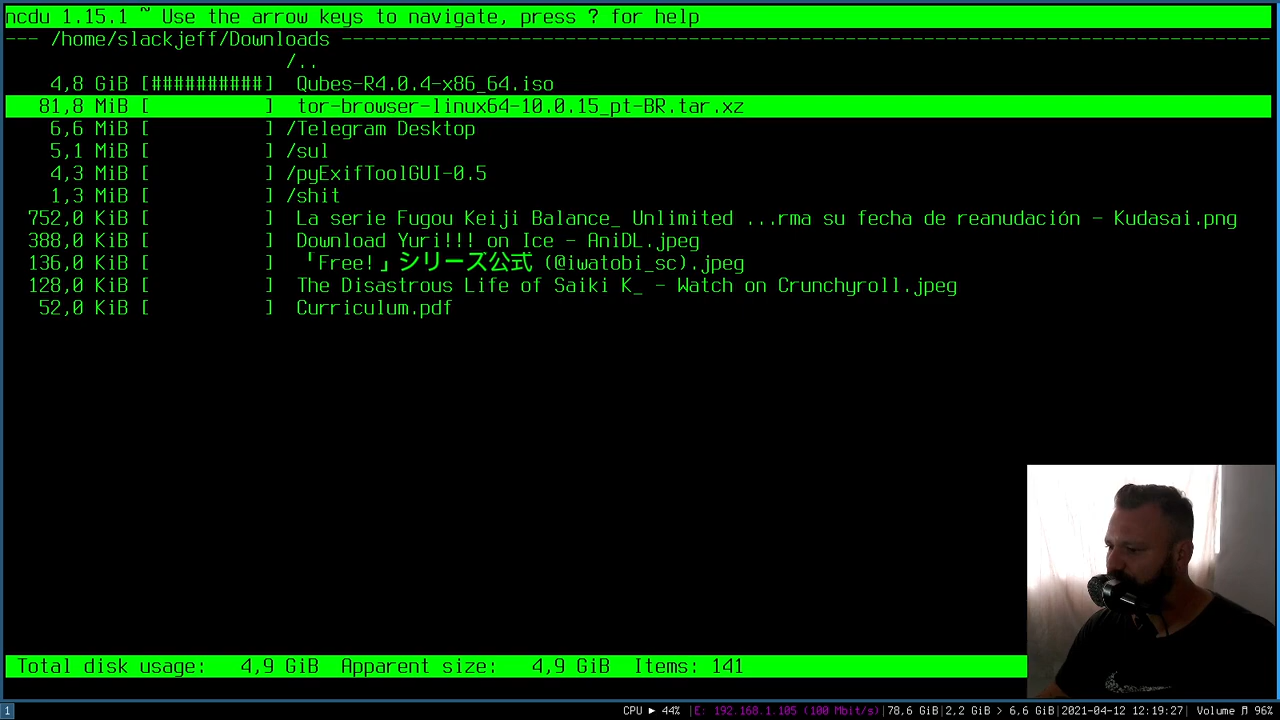 ncdu 1.15.1 ~ Use the arrow keys to navigate, press ? for help
--- /home/slackjeff/Downloads -----------------------------------------------------------------------------------
/..
4,8 GiB [##########]  Qubes-R4.0.4-x86_64.iso
81,8 MiB [          ]  tor-browser-linux64-10.0.15_pt-BR.tar.xz
6,6 MiB [          ] /Telegram Desktop
5,1 MiB [          ] /sul
4,3 MiB [          ] /pyExifToolGUI-0.5
1,3 MiB [          ] /shit
752,0 KiB [          ]  La serie Fugou Keiji Balance_ Unlimited ...rma su fecha de reanudación - Kudasai.png
388,0 KiB [          ]  Download Yuri!!! on Ice - AniDL.jpeg
136,0 KiB [          ]  「Free!」シリーズ公式 (@iwatobi_sc).jpeg
128,0 KiB [          ]  The Disastrous Life of Saiki K_ - Watch on Crunchyroll.jpeg
52,0 KiB [          ]  Curriculum.pdf
Total disk usage:   4,9 GiB  Apparent size:   4,9 GiB  Items: 141
1 CPU ► 44% |E: 192.168.1.105 (100 Mbit/s)|78,6 GiB|2,2 GiB > 6,6 GiB|2021-04-12 12:19:27| Volume ♬ 96%